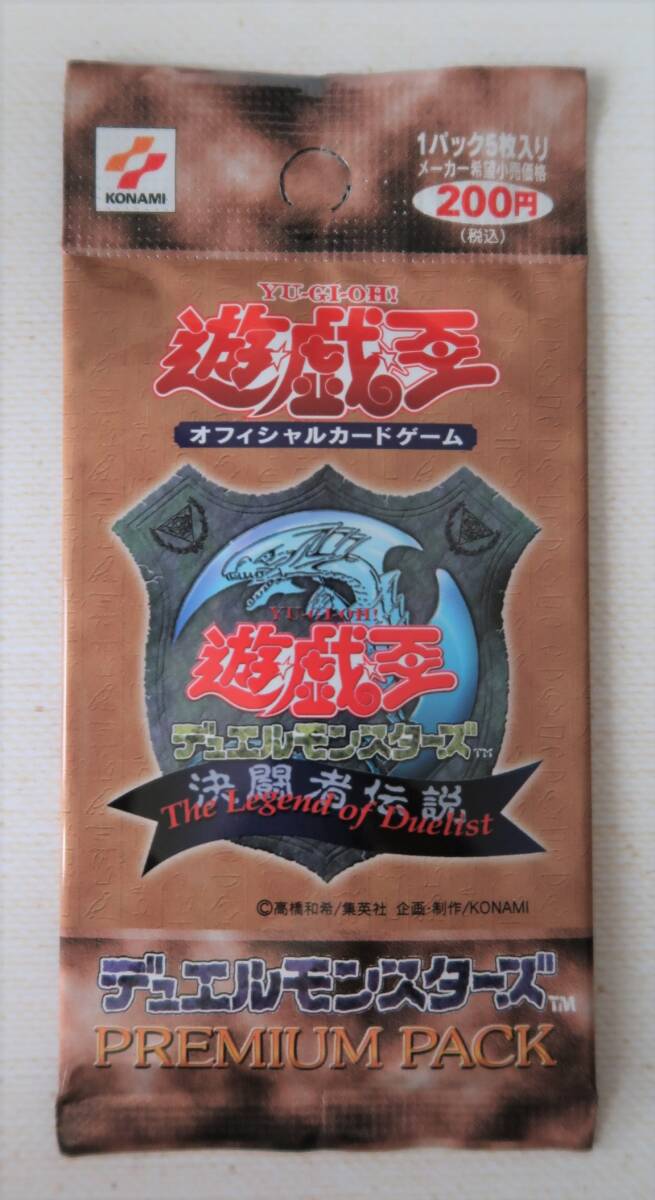 KONAMI
1パック5枚入り
メーカー希望小売価格
200円
(税込)
YU-GI-OH!
遊戯王
オフィシャルカードゲーム
YU-GI-OH!
遊戯王
デュエルモンスターズ™
決闘者伝説
The Legend of Duelist
©高橋和希/集英社 企画・制作/KONAMI
デュエルモンスターズ™
PREMIUM PACK